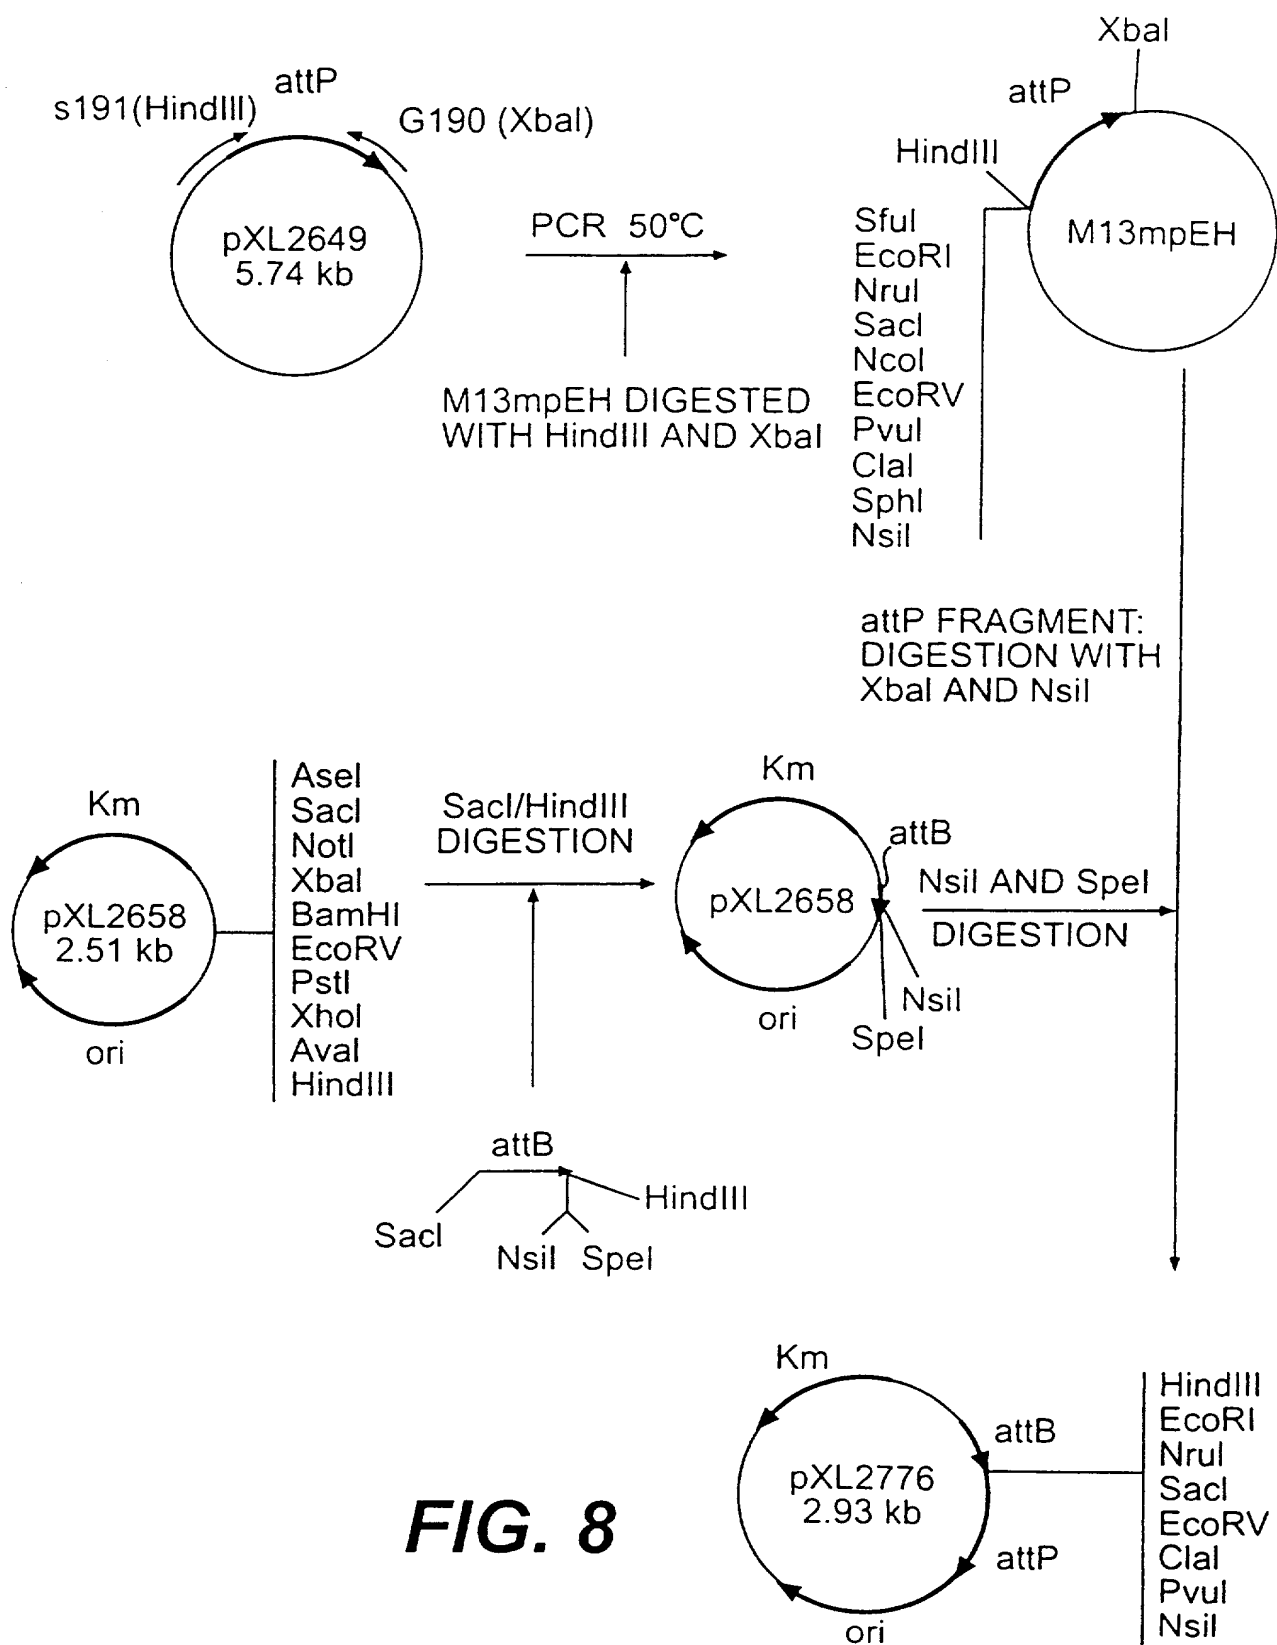 XbaI
attP
s191(HindIII)
G190 (XbaI)
pXL2649
5.74 kb
PCR 50°C
M13mpEH DIGESTED
WITH HindIII AND XbaI
attP
HindIII
M13mpEH
SfuI
EcoRI
NruI
SacI
NcoI
EcoRV
PvuI
ClaI
SphI
NsiI
attP FRAGMENT:
DIGESTION WITH
XbaI AND NsiI
Km
pXL2658
2.51 kb
ori
AseI
SacI
NotI
XbaI
BamHI
EcoRV
PstI
XhoI
AvaI
HindIII
SacI/HindIII
DIGESTION
attB
SacI
NsiI
SpeI
HindIII
Km
attB
pXL2658
ori
NsiI
SpeI
NsiI AND SpeI
DIGESTION
Km
attB
pXL2776
2.93 kb
attP
ori
HindIII
EcoRI
NruI
SacI
EcoRV
ClaI
PvuI
NsiI
FIG. 8